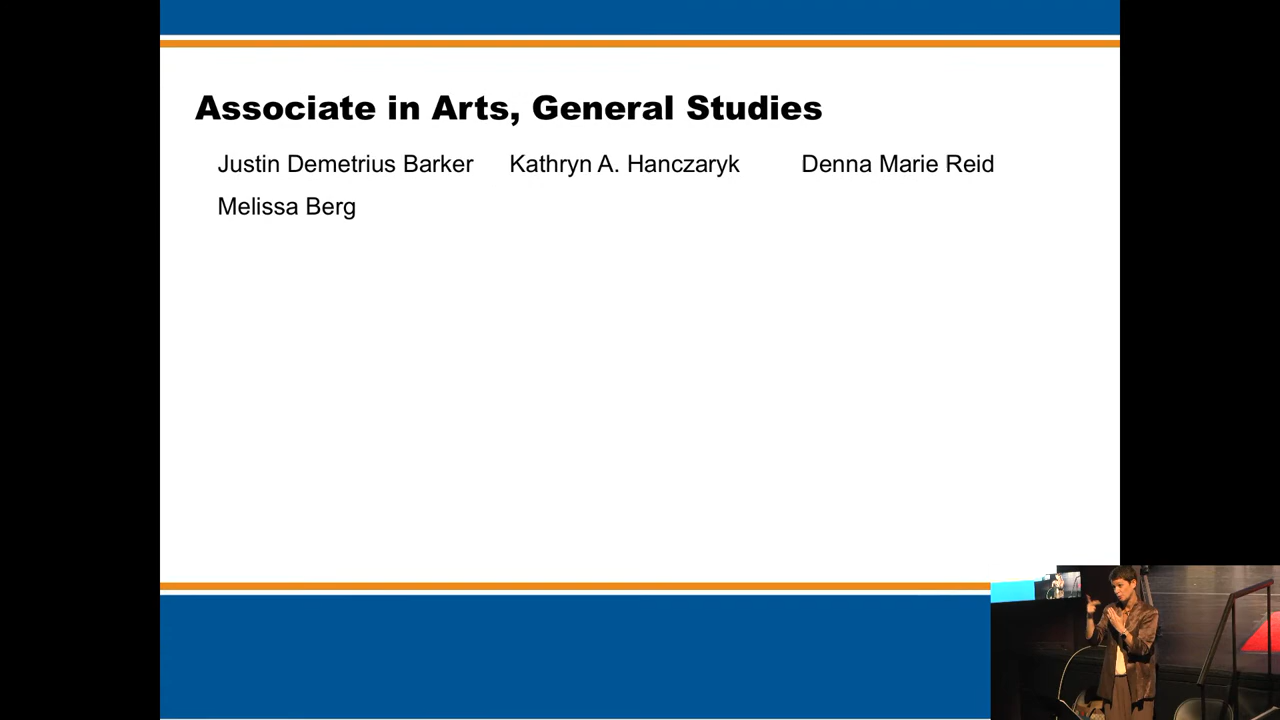 Associate in Arts, General Studies
Justin Demetrius Barker Kathryn A. Hanczaryk Denna Marie Reid
Melissa Berg